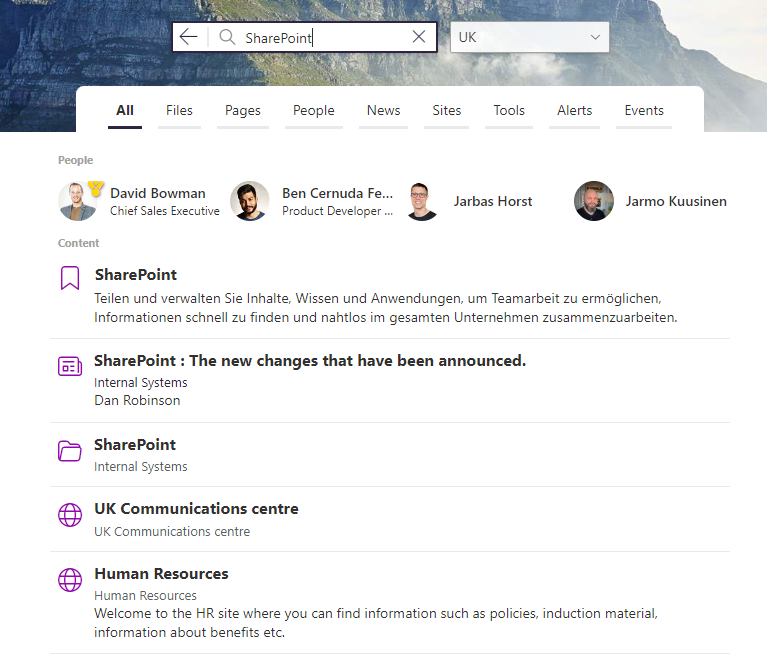 SharePoint
UK
All Files Pages People News Sites Tools Alerts Events
People
David Bowman
Chief Sales Executive
Ben Cernuda Fe...
Product Developer ...
Jarbas Horst
Jarmo Kuusinen
Content
SharePoint
Teilen und verwalten Sie Inhalte, Wissen und Anwendungen, um Teamarbeit zu ermöglichen,
Informationen schnell zu finden und nahtlos im gesamten Unternehmen zusammenzuarbeiten.
SharePoint : The new changes that have been announced.
Internal Systems
Dan Robinson
SharePoint
Internal Systems
UK Communications centre
UK Communications centre
Human Resources
Human Resources
Welcome to the HR site where you can find information such as policies, induction material,
information about benefits etc.